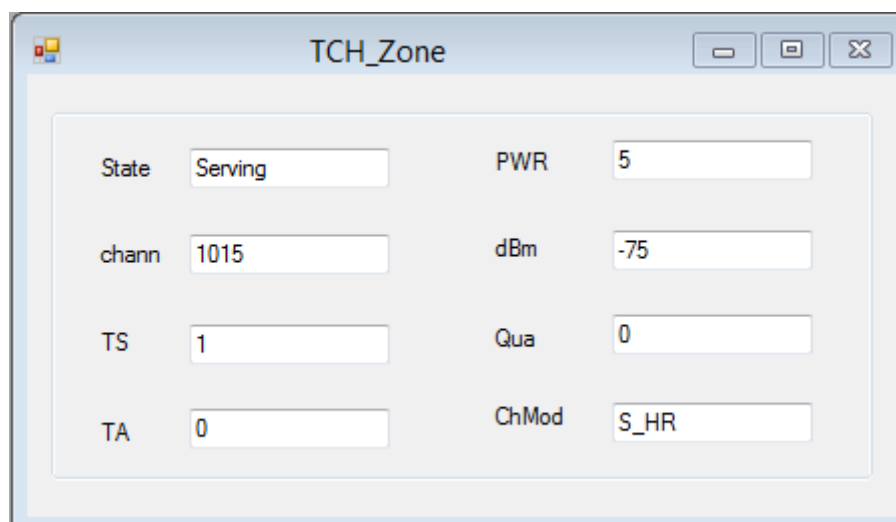 TCH_Zone
State Serving PWR 5
chann 1015 dBm -75
TS 1 Qua 0
TA 0 ChMod S_HR